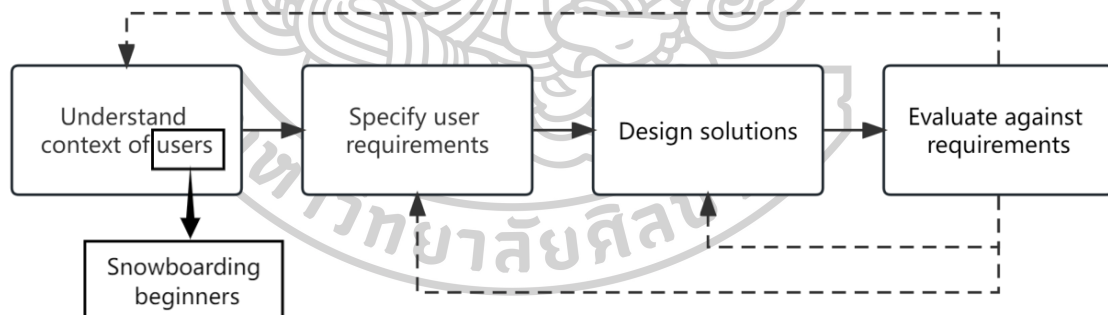 Understand
context of users
Specify user
requirements
Design solutions
Evaluate against
requirements
Snowboarding
beginners